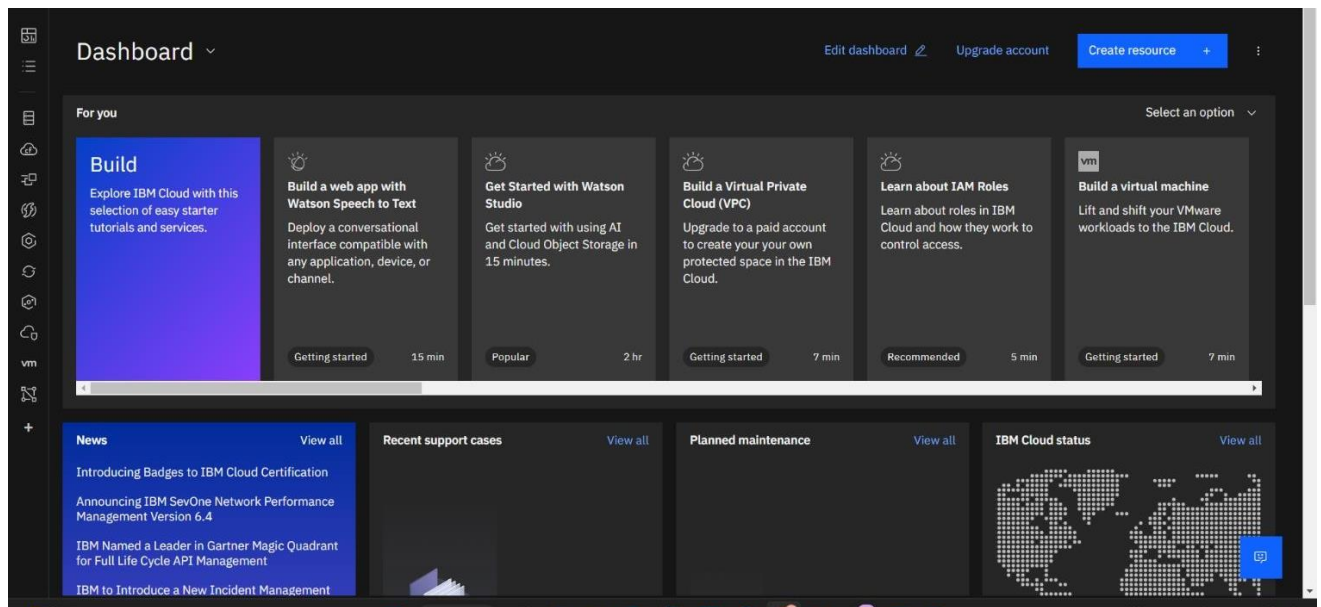 Dashboard
Edit dashboard
Upgrade account
Create resource +
For you
Select an option
Build
Explore IBM Cloud with this
selection of easy starter
tutorials and services.
Build a web app with
Watson Speech to Text
Deploy a conversational
interface compatible with
any application, device, or
channel.
Getting started
15 min
Get Started with Watson
Studio
Get started with using AI
and Cloud Object Storage in
15 minutes.
Popular
2 hr
Build a Virtual Private
Cloud (VPC)
Upgrade to a paid account
to create your your own
protected space in the IBM
Cloud.
Getting started
7 min
Learn about IAM Roles
Learn about roles in IBM
Cloud and how they work to
control access.
Recommended
5 min
vm
Build a virtual machine
Lift and shift your VMware
workloads to the IBM Cloud.
Getting started
7 min
vm
News
View all
Introducing Badges to IBM Cloud Certification
Announcing IBM SevOne Network Performance
Management Version 6.4
IBM Named a Leader in Gartner Magic Quadrant
for Full Life Cycle API Management
IBM to Introduce a New Incident Management
Recent support cases
View all
Planned maintenance
View all
IBM Cloud status
View all